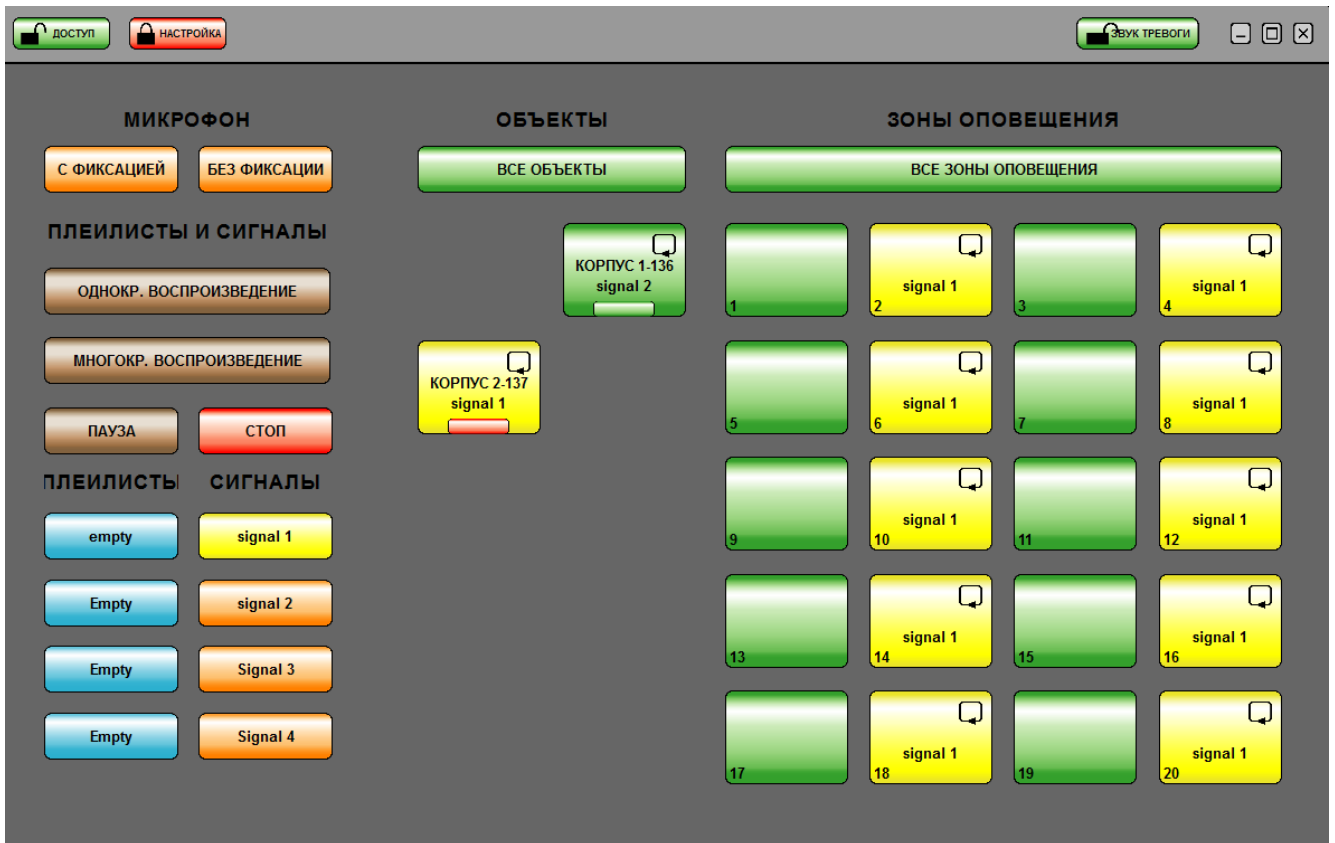 ДОСТУП
НАСТРОЙКА
ЗВУК ТРЕВОГИ
МИКРОФОН
С ФИКСАЦИЕЙ
БЕЗ ФИКСАЦИИ
ПЛЕИЛИСТЫ И СИГНАЛЫ
ОДНОКР. ВОСПРОИЗВЕДЕНИЕ
МНОГОКР. ВОСПРОИЗВЕДЕНИЕ
ПАУЗА
СТОП
ПЛЕИЛИСТЫ
СИГНАЛЫ
empty
signal 1
Empty
signal 2
Empty
Signal 3
Empty
Signal 4
ОБЪЕКТЫ
ВСЕ ОБЪЕКТЫ
КОРПУС 1-136
signal 2
КОРПУС 2-137
signal 1
ЗОНЫ ОПОВЕЩЕНИЯ
ВСЕ ЗОНЫ ОПОВЕЩЕНИЯ
1
signal 1
2
3
signal 1
4
5
signal 1
6
7
signal 1
8
9
signal 1
10
11
signal 1
12
13
signal 1
14
15
signal 1
16
17
signal 1
18
19
signal 1
20